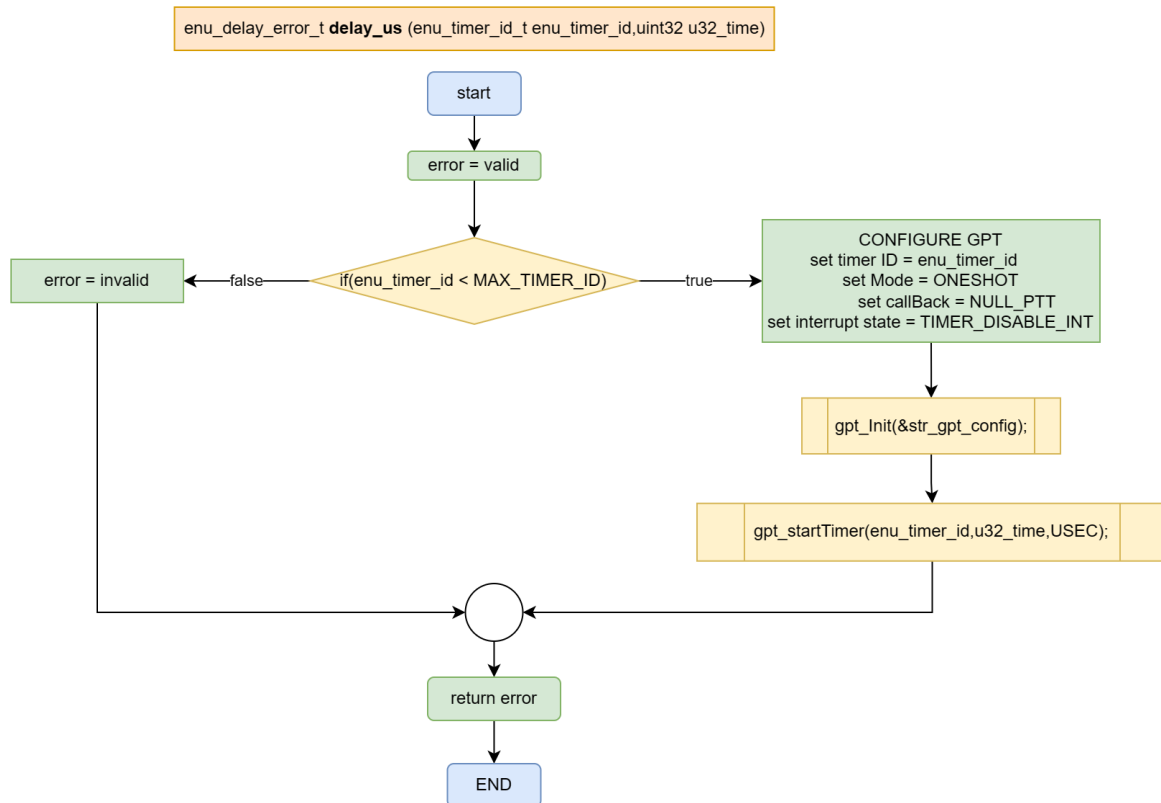 enu_delay_error_t delay_us (enu_timer_id_t enu_timer_id,uint32 u32_time)
start
error = valid
if(enu_timer_id < MAX_TIMER_ID)
false
true
error = invalid
CONFIGURE GPT
set timer ID = enu_timer_id
set Mode = ONESHOT
set callBack = NULL_PTT
set interrupt state = TIMER_DISABLE_INT
gpt_Init(&str_gpt_config);
gpt_startTimer(enu_timer_id,u32_time,USEC);
return error
END